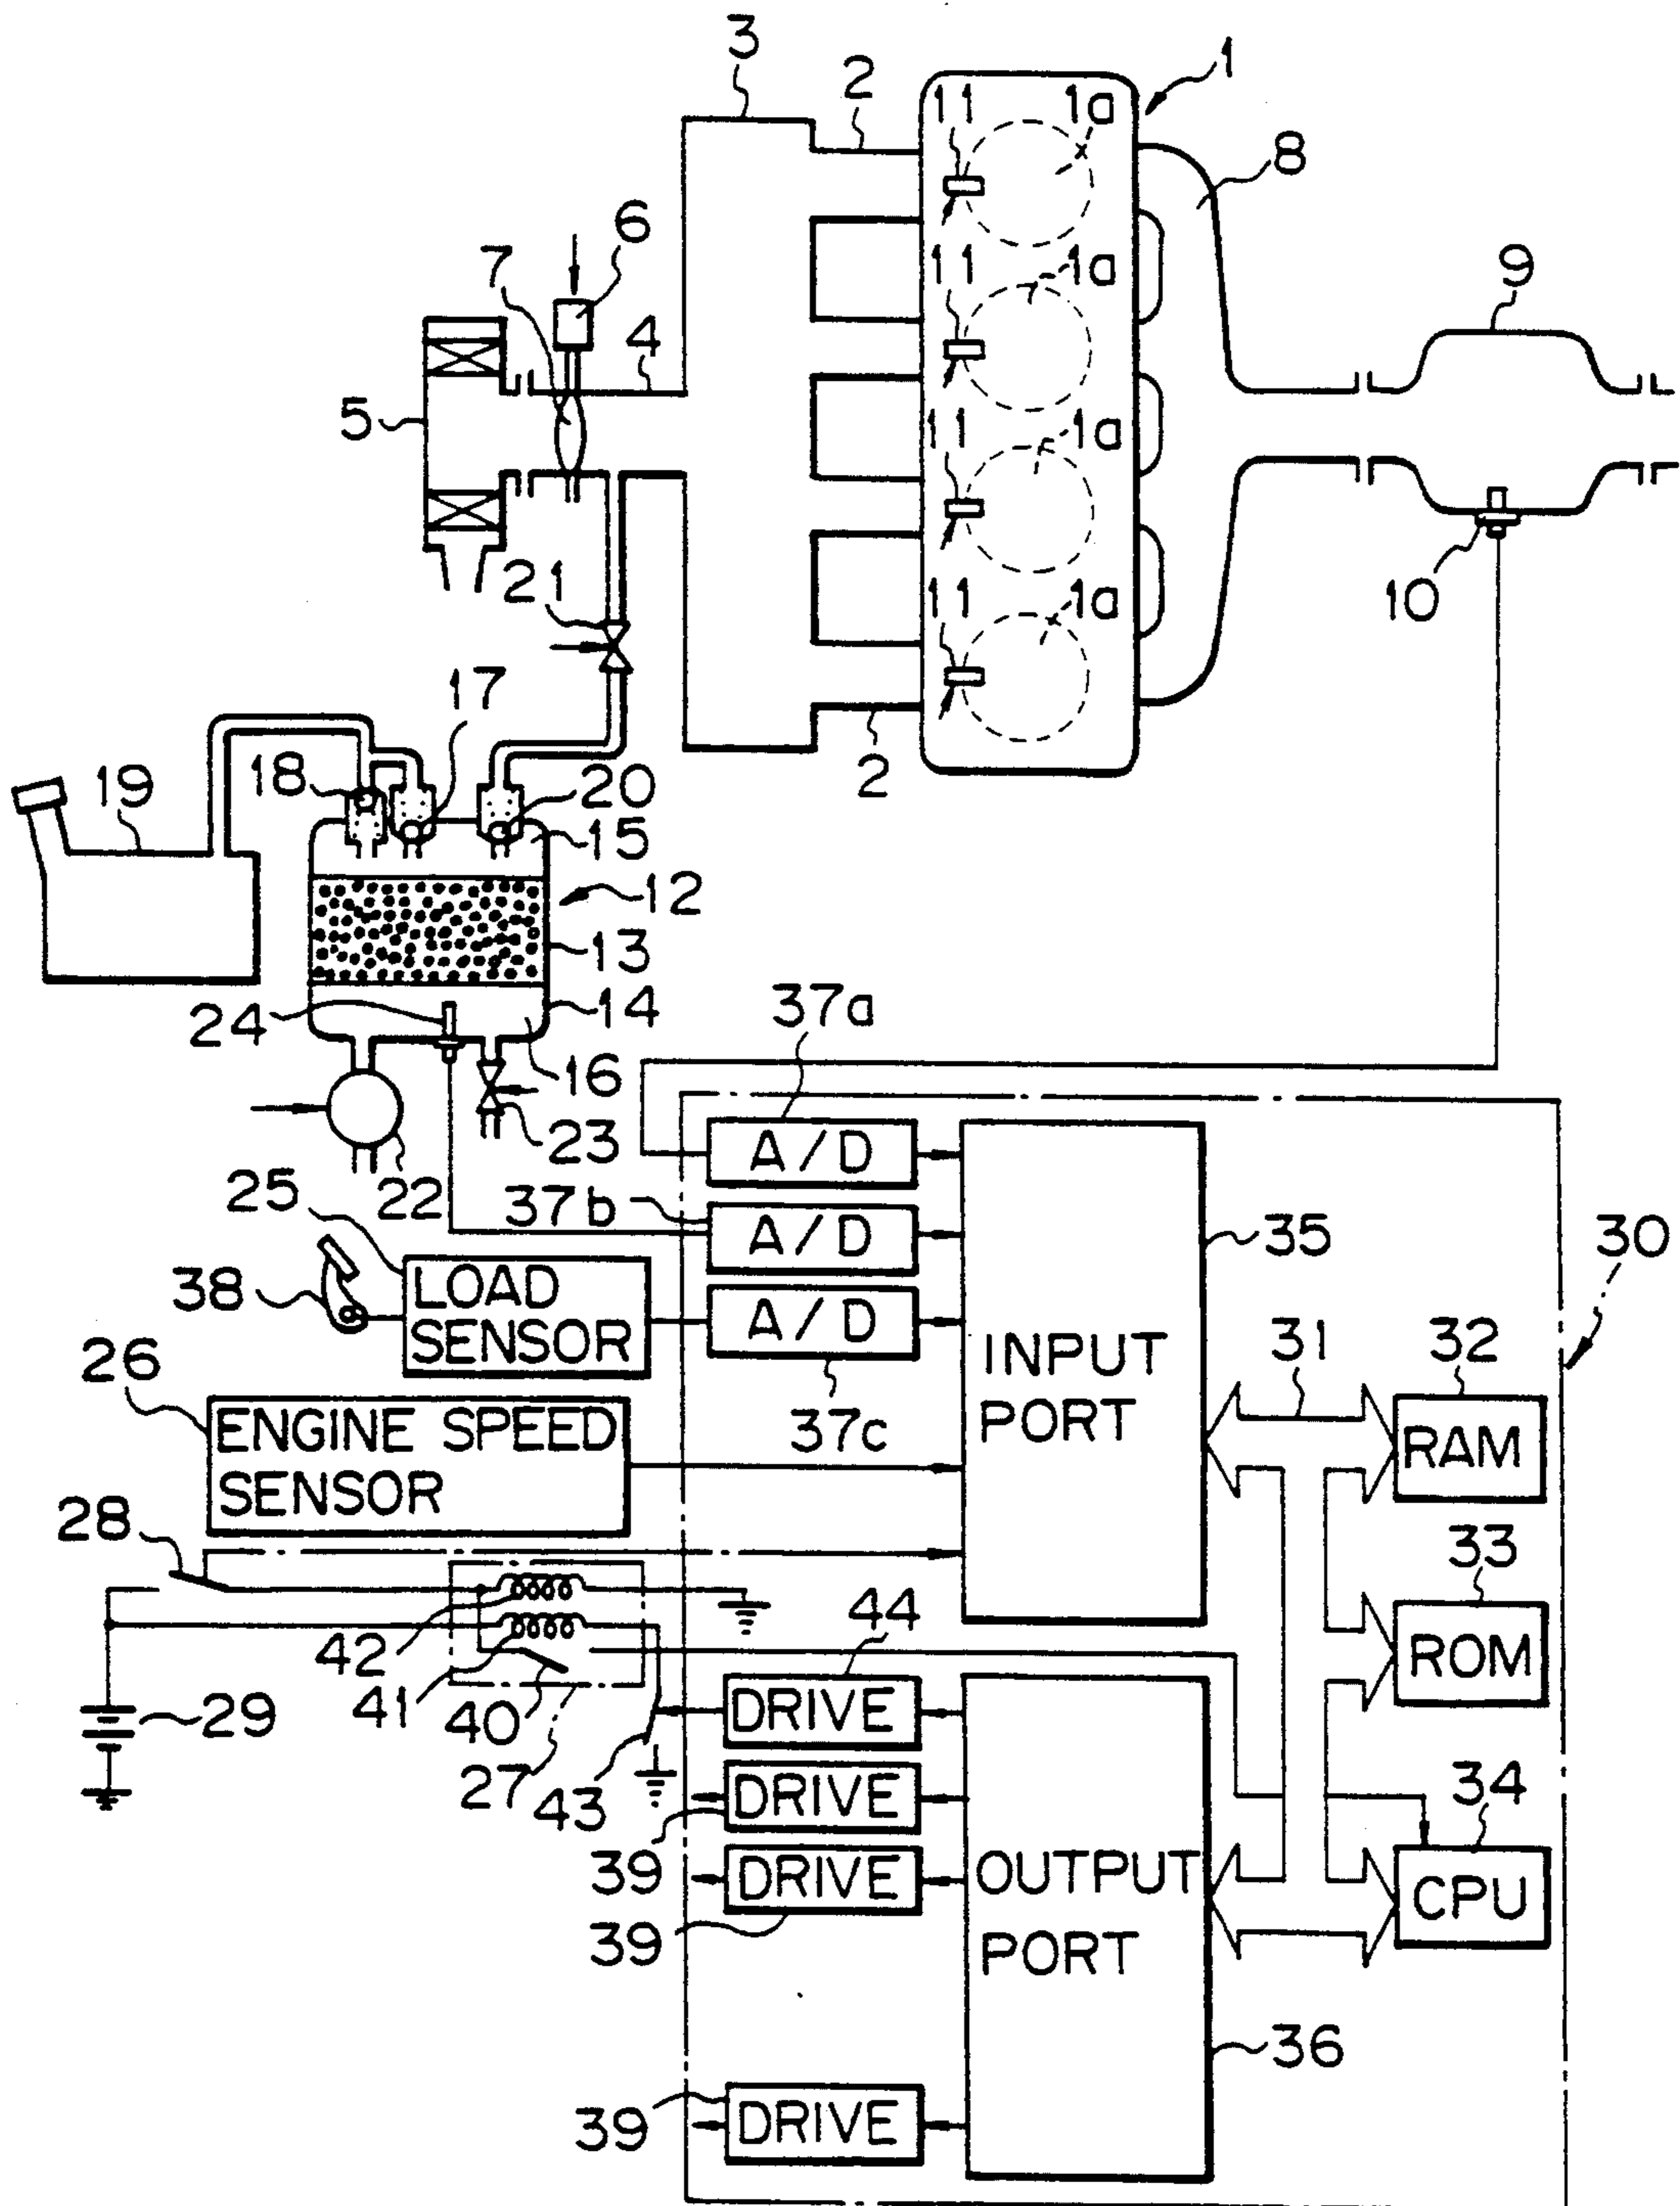 3
2
1
11
1a
8
6
7
11
1a
9
4
5
11
1a
21
11
1a
10
17
2
18
20
19
15
12
13
24
14
37a
16
23
A/D
22
25
37b
A/D
35
30
38
LOAD
SENSOR
A/D
INPUT
PORT
31
32
26
37c
RAM
ENGINE SPEED
SENSOR
28
33
44
42
ROM
41
40
29
DRIVE
27
43
DRIVE
34
39
DRIVE
OUTPUT
PORT
CPU
39
36
39
DRIVE